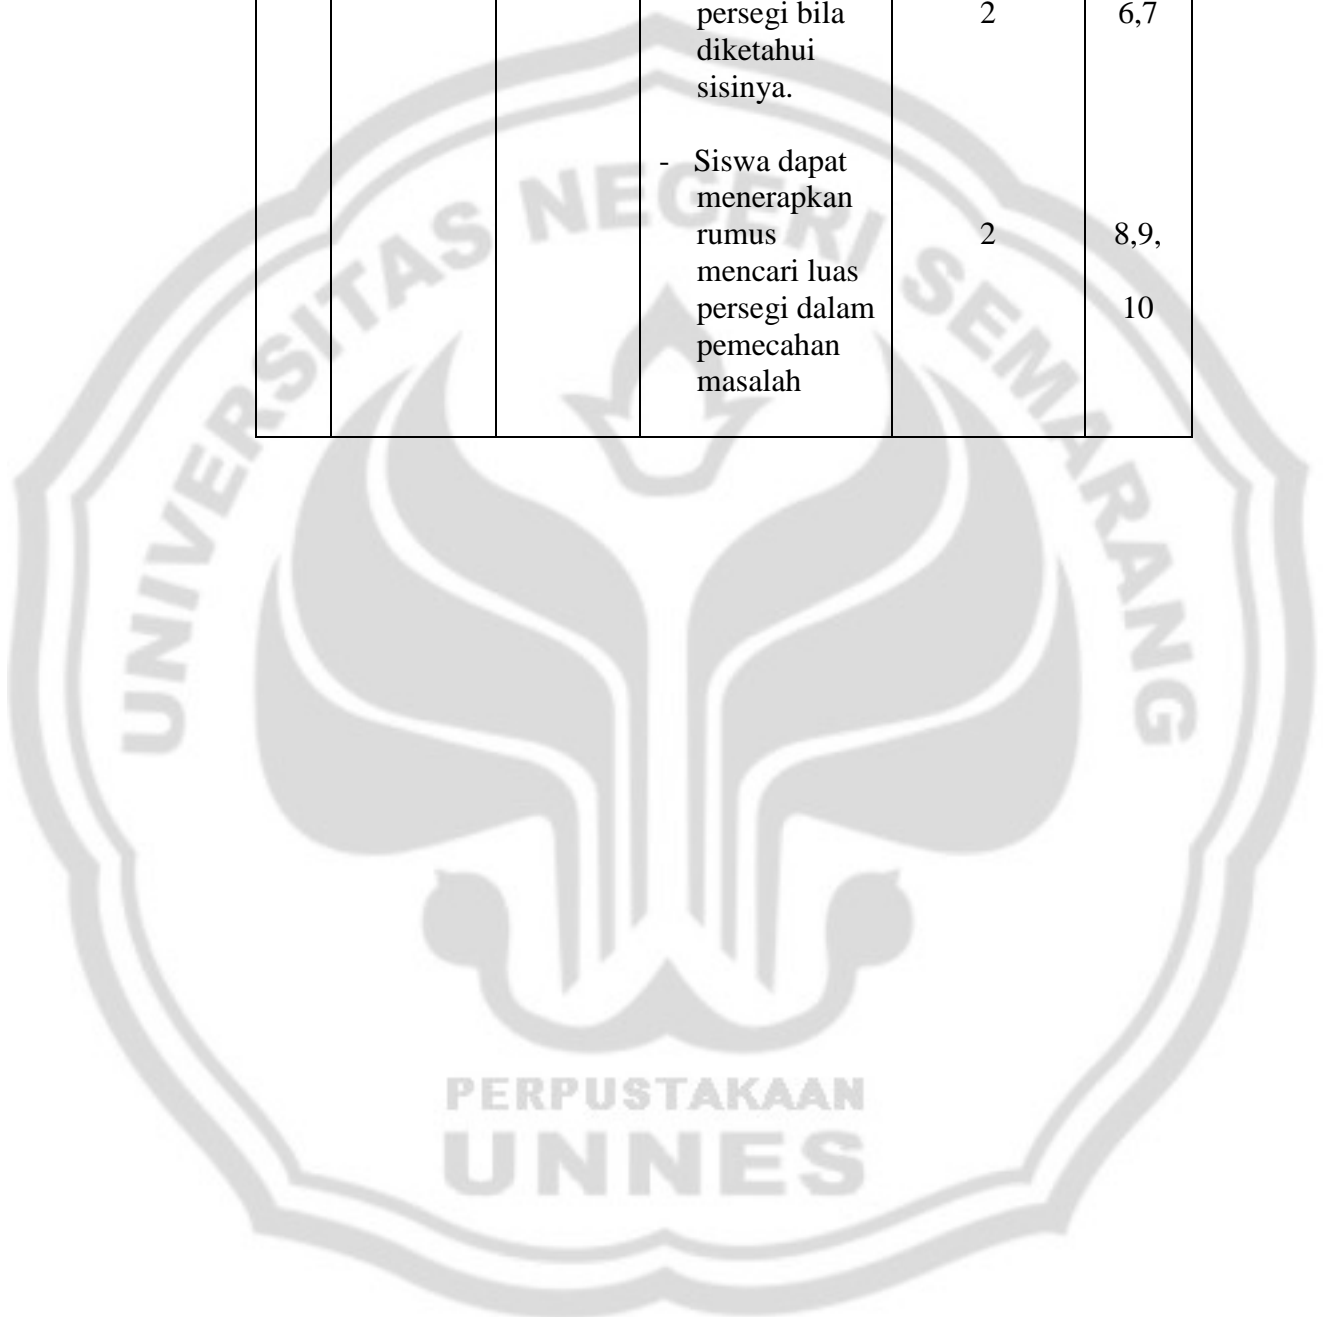 persegi bila 2 6,7
diketahui
sisinya.
- Siswa dapat
menerapkan
rumus 2 8,9,
mencari luas
persegi dalam 10
pemecahan
masalah
UNIVERSITAS NEGERI SEMARANG
PERPUSTAKAAN
UNNES